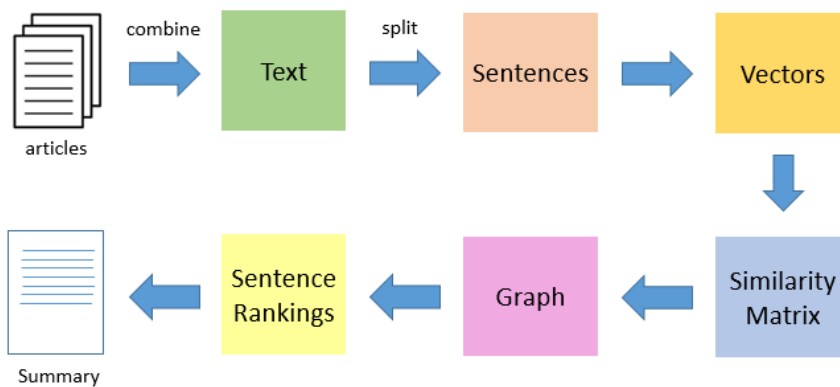 combine
split
Text
Sentences
Vectors
articles
Sentence
Rankings
Graph
Similarity
Matrix
Summary